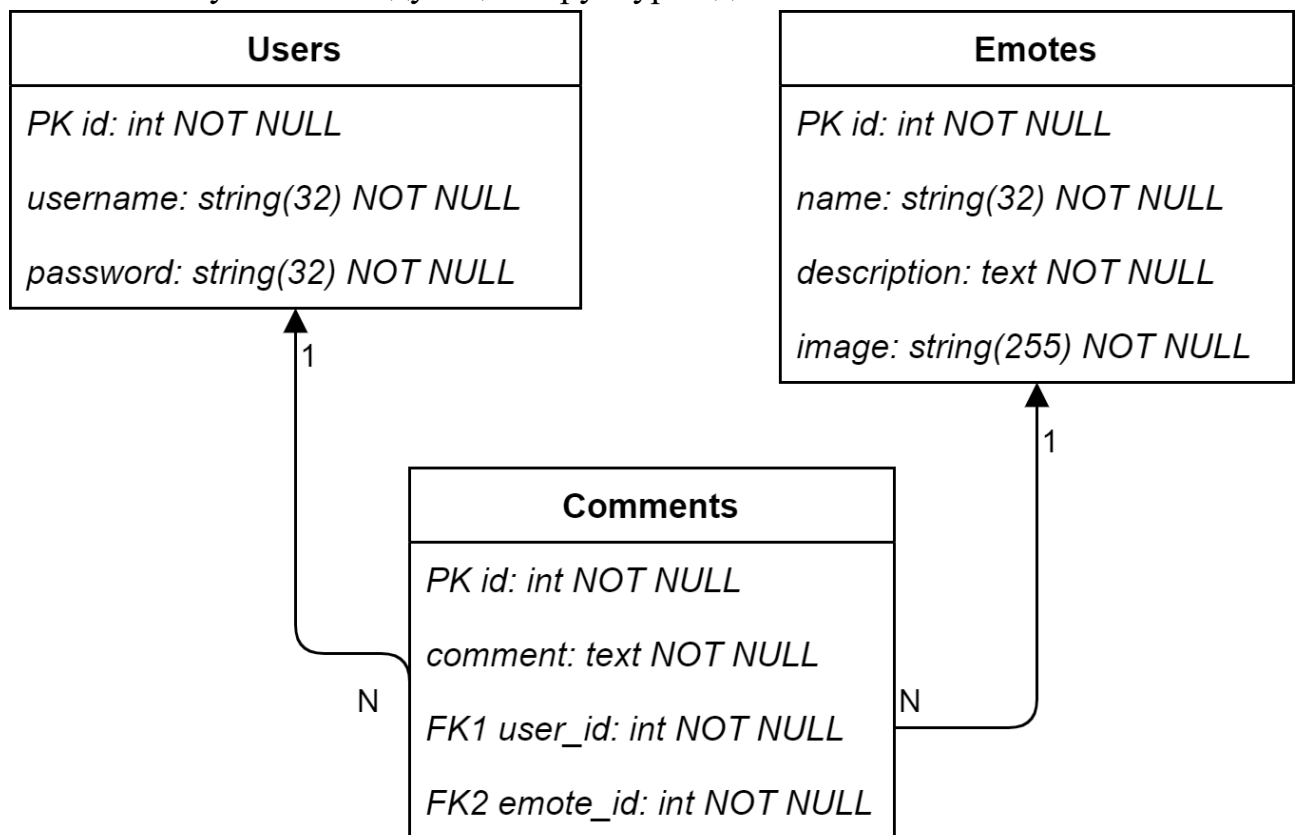 Users
PK id: int NOT NULL
username: string(32) NOT NULL
password: string(32) NOT NULL
Emotes
PK id: int NOT NULL
name: string(32) NOT NULL
description: text NOT NULL
image: string(255) NOT NULL
1
1
Comments
PK id: int NOT NULL
comment: text NOT NULL
FK1 user_id: int NOT NULL
FK2 emote_id: int NOT NULL
N
N